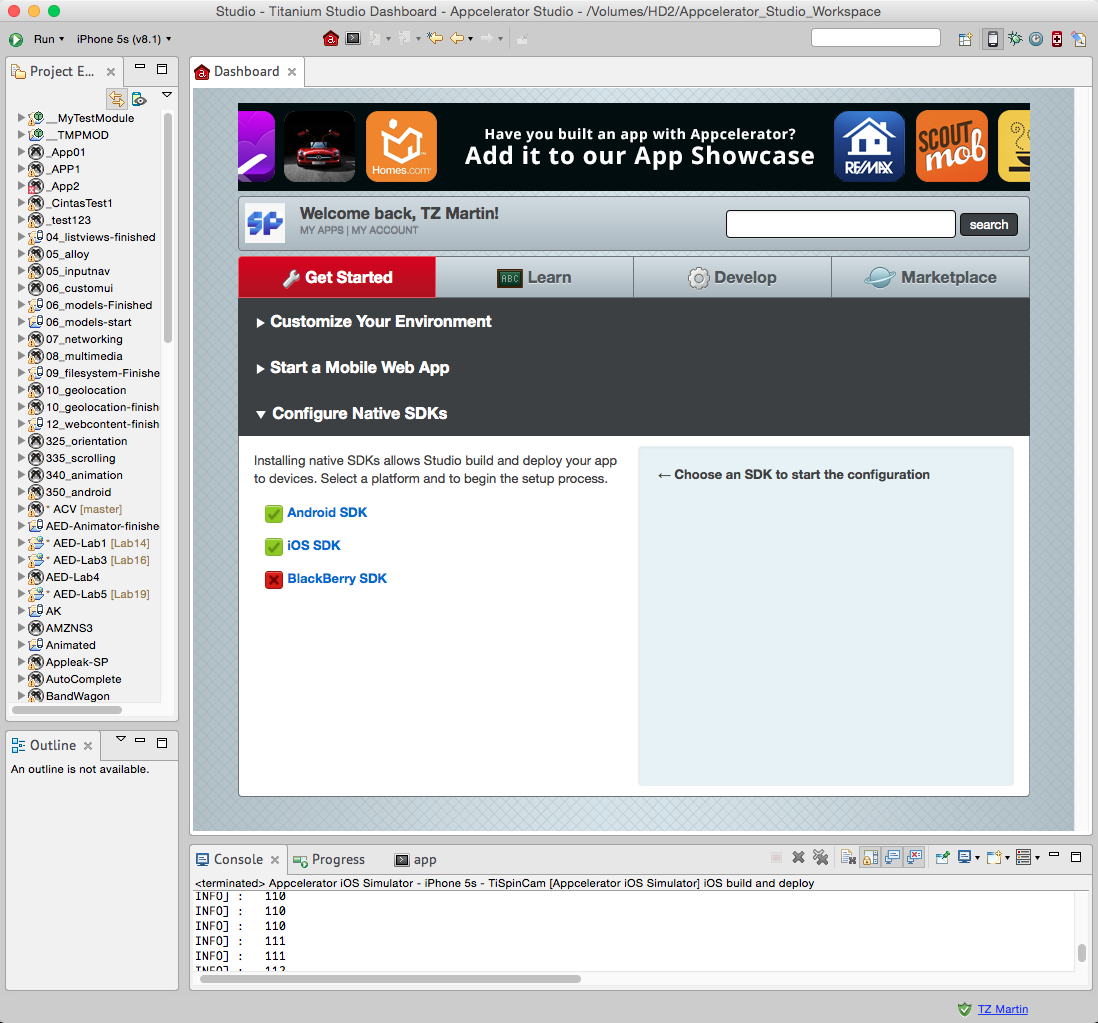 Studio - Titanium Studio Dashboard - Appcelerator Studio - /Volumes/HD2/Appcelerator_Studio_Workspace
Run
iPhone 5s (v8.1)
Project E...
__MyTestModule
__TMPMOD
_App01
_APP1
_App2
_CintasTest1
_test123
04_listviews-finished
05_alloy
05_inputnav
06_customui
06_models-Finished
06_models-start
07_networking
08_multimedia
09_filesystem-Finishe
10_geolocation
10_geolocation-finish
12_webcontent-finish
325_orientation
335_scrolling
340_animation
350_android
* ACV [master]
AED-Animator-finishe
* AED-Lab1 [Lab14]
* AED-Lab3 [Lab16]
AED-Lab4
* AED-Lab5 [Lab19]
AK
AMZNS3
Animated
Appleak-SP
AutoComplete
BandWagon
Outline
An outline is not available.
Dashboard
Homes.com
Have you built an app with Appcelerator?
Add it to our App Showcase
RE/MAX
SCOUT
mob
Welcome back, TZ Martin!
MY APPS | MY ACCOUNT
search
Get Started
ABC
Learn
Develop
Marketplace
Customize Your Environment
Start a Mobile Web App
Configure Native SDKs
Installing native SDKs allows Studio build and deploy your app
to devices. Select a platform and to begin the setup process.
Android SDK
iOS SDK
BlackBerry SDK
←Choose an SDK to start the configuration
Console
Progress
app
<terminated> Appcelerator iOS Simulator - iPhone 5s - TiSpinCam [Appcelerator iOS Simulator] iOS build and deploy
INFO] : 110
INFO] : 110
INFO] : 110
INFO] : 111
INFO] : 111
INFO] : 112
TZ Martin